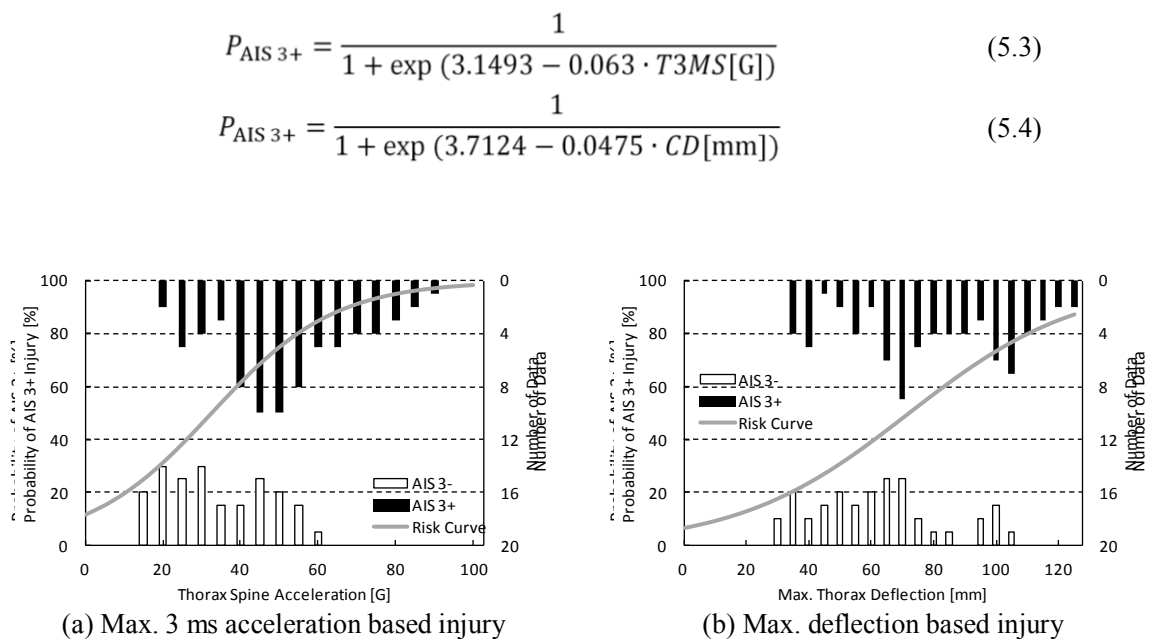 P_AIS 3+ = 1 / (1 + exp (3.1493 − 0.063 · T3MS[G])) (5.3)
P_AIS 3+ = 1 / (1 + exp (3.7124 − 0.0475 · CD[mm])) (5.4)
Probability of AIS 3+ Injury [%]
100
80
60
40
20
0
0
4
8
12
16
20
Number of Data
AIS 3-
AIS 3+
Risk Curve
0 20 40 60 80 100
Thorax Spine Acceleration [G]
(a) Max. 3 ms acceleration based injury
Probability of AIS 3+ Injury [%]
100
80
60
40
20
0
0
4
8
12
16
20
Number of Data
AIS 3-
AIS 3+
Risk Curve
0 20 40 60 80 100 120
Max. Thorax Deflection [mm]
(b) Max. deflection based injury